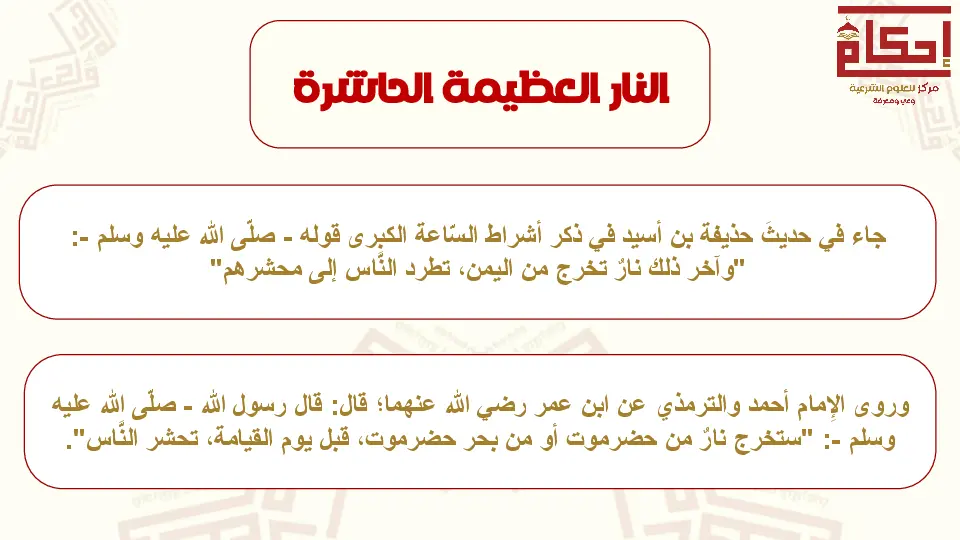 إحكام
مركز للعلوم الشرعية
وعي ومعرفة
النار العظيمة الحاشرة
جاء في حديثَ حذيفة بن أسيد في ذكر أشراط السّاعة الكبرى قوله - صلّى الله عليه وسلم -:
"وآخر ذلك نارٌ تخرج من اليمن، تطرد النَّاس إلى محشرهم"
وروى الإِمام أحمد والترمذي عن ابن عمر رضي الله عنهما؛ قال: قال رسول الله - صلّى الله عليه
وسلم -: "ستخرج نارٌ من حضرموت أو من بحر حضرموت، قبل يوم القيامة، تحشر النَّاس".